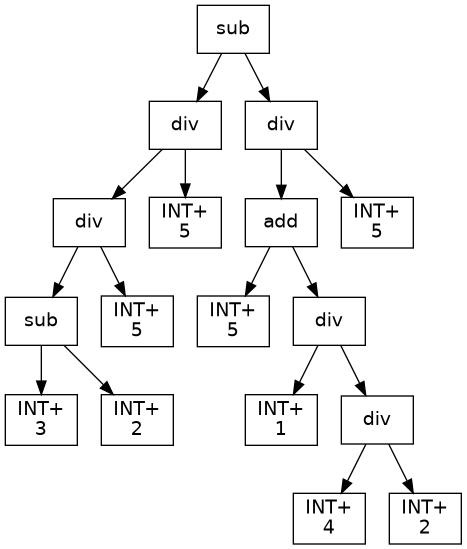 sub
div
div
div
INT+
5
add
INT+
5
sub
INT+
5
INT+
5
div
INT+
3
INT+
2
INT+
1
div
INT+
4
INT+
2